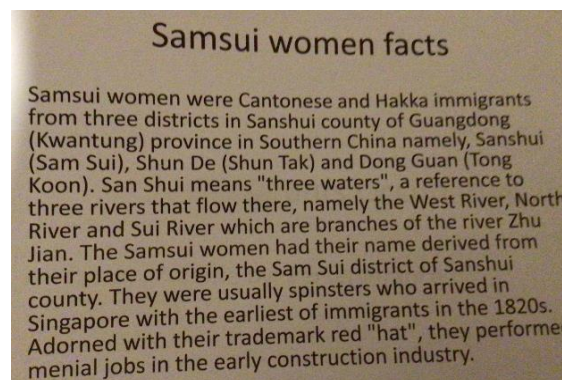 Samsui women facts
Samsui women were Cantonese and Hakka immigrants
from three districts in Sanshui county of Guangdong
(Kwantung) province in Southern China namely, Sanshui
(Sam Sui), Shun De (Shun Tak) and Dong Guan (Tong
Koon). San Shui means "three waters", a reference to
three rivers that flow there, namely the West River, North
River and Sui River which are branches of the river Zhu
Jian. The Samsui women had their name derived from
their place of origin, the Sam Sui district of Sanshui
county. They were usually spinsters who arrived in
Singapore with the earliest of immigrants in the 1820s.
Adorned with their trademark red "hat", they performe
menial jobs in the early construction industry.